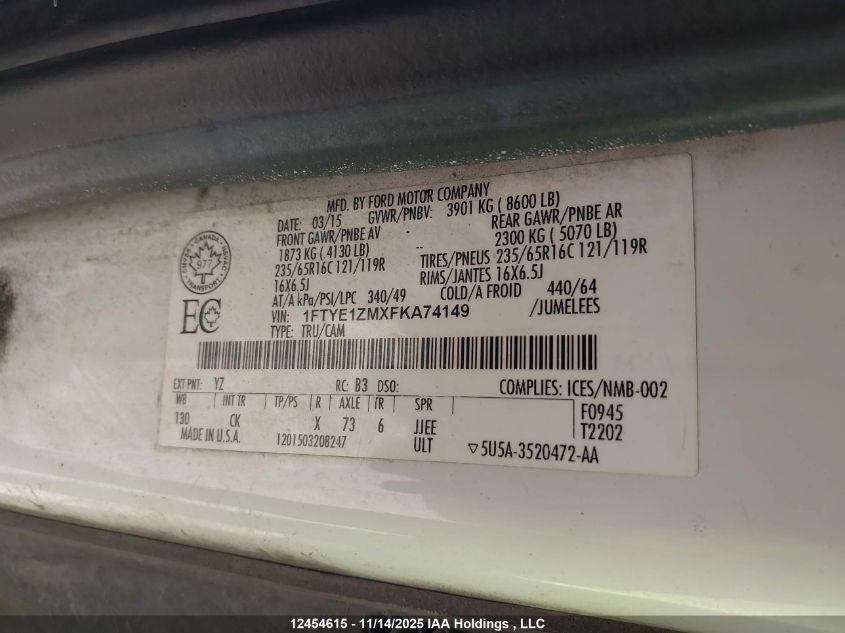 MFD. BY FORD MOTOR COMPANY
DATE: 03/15 GVWR/PNBV: 3901 KG ( 8600 LB)
FRONT GAWR/PNBE AV -- REAR GAWR/PNBE AR
1873 KG ( 4130 LB) 2300 KG ( 5070 LB)
235/65R16C 121/119R TIRES/PNEUS 235/65R16C 121/119R
16X6.5J RIMS/JANTES 16X6.5J
AT/A kPa/PSI/LPC 340/49 COLD/A FROID 440/64
VIN: 1FTYE1ZMXFKA74149 /JUMELEES
TYPE: TRU/CAM
CANADA
977
TRANSPORT
EC
EXT PNT: YZ RC: B3 DSO: COMPLIES: ICES/NMB-002
WB INT TR TP/PS R AXLE TR SPR F0945
130 CK X 73 6 JJEE T2202
MADE IN U.S.A. 1201503208247 ULT ▽5U5A-3520472-AA
12454615 - 11/14/2025 IAA Holdings , LLC